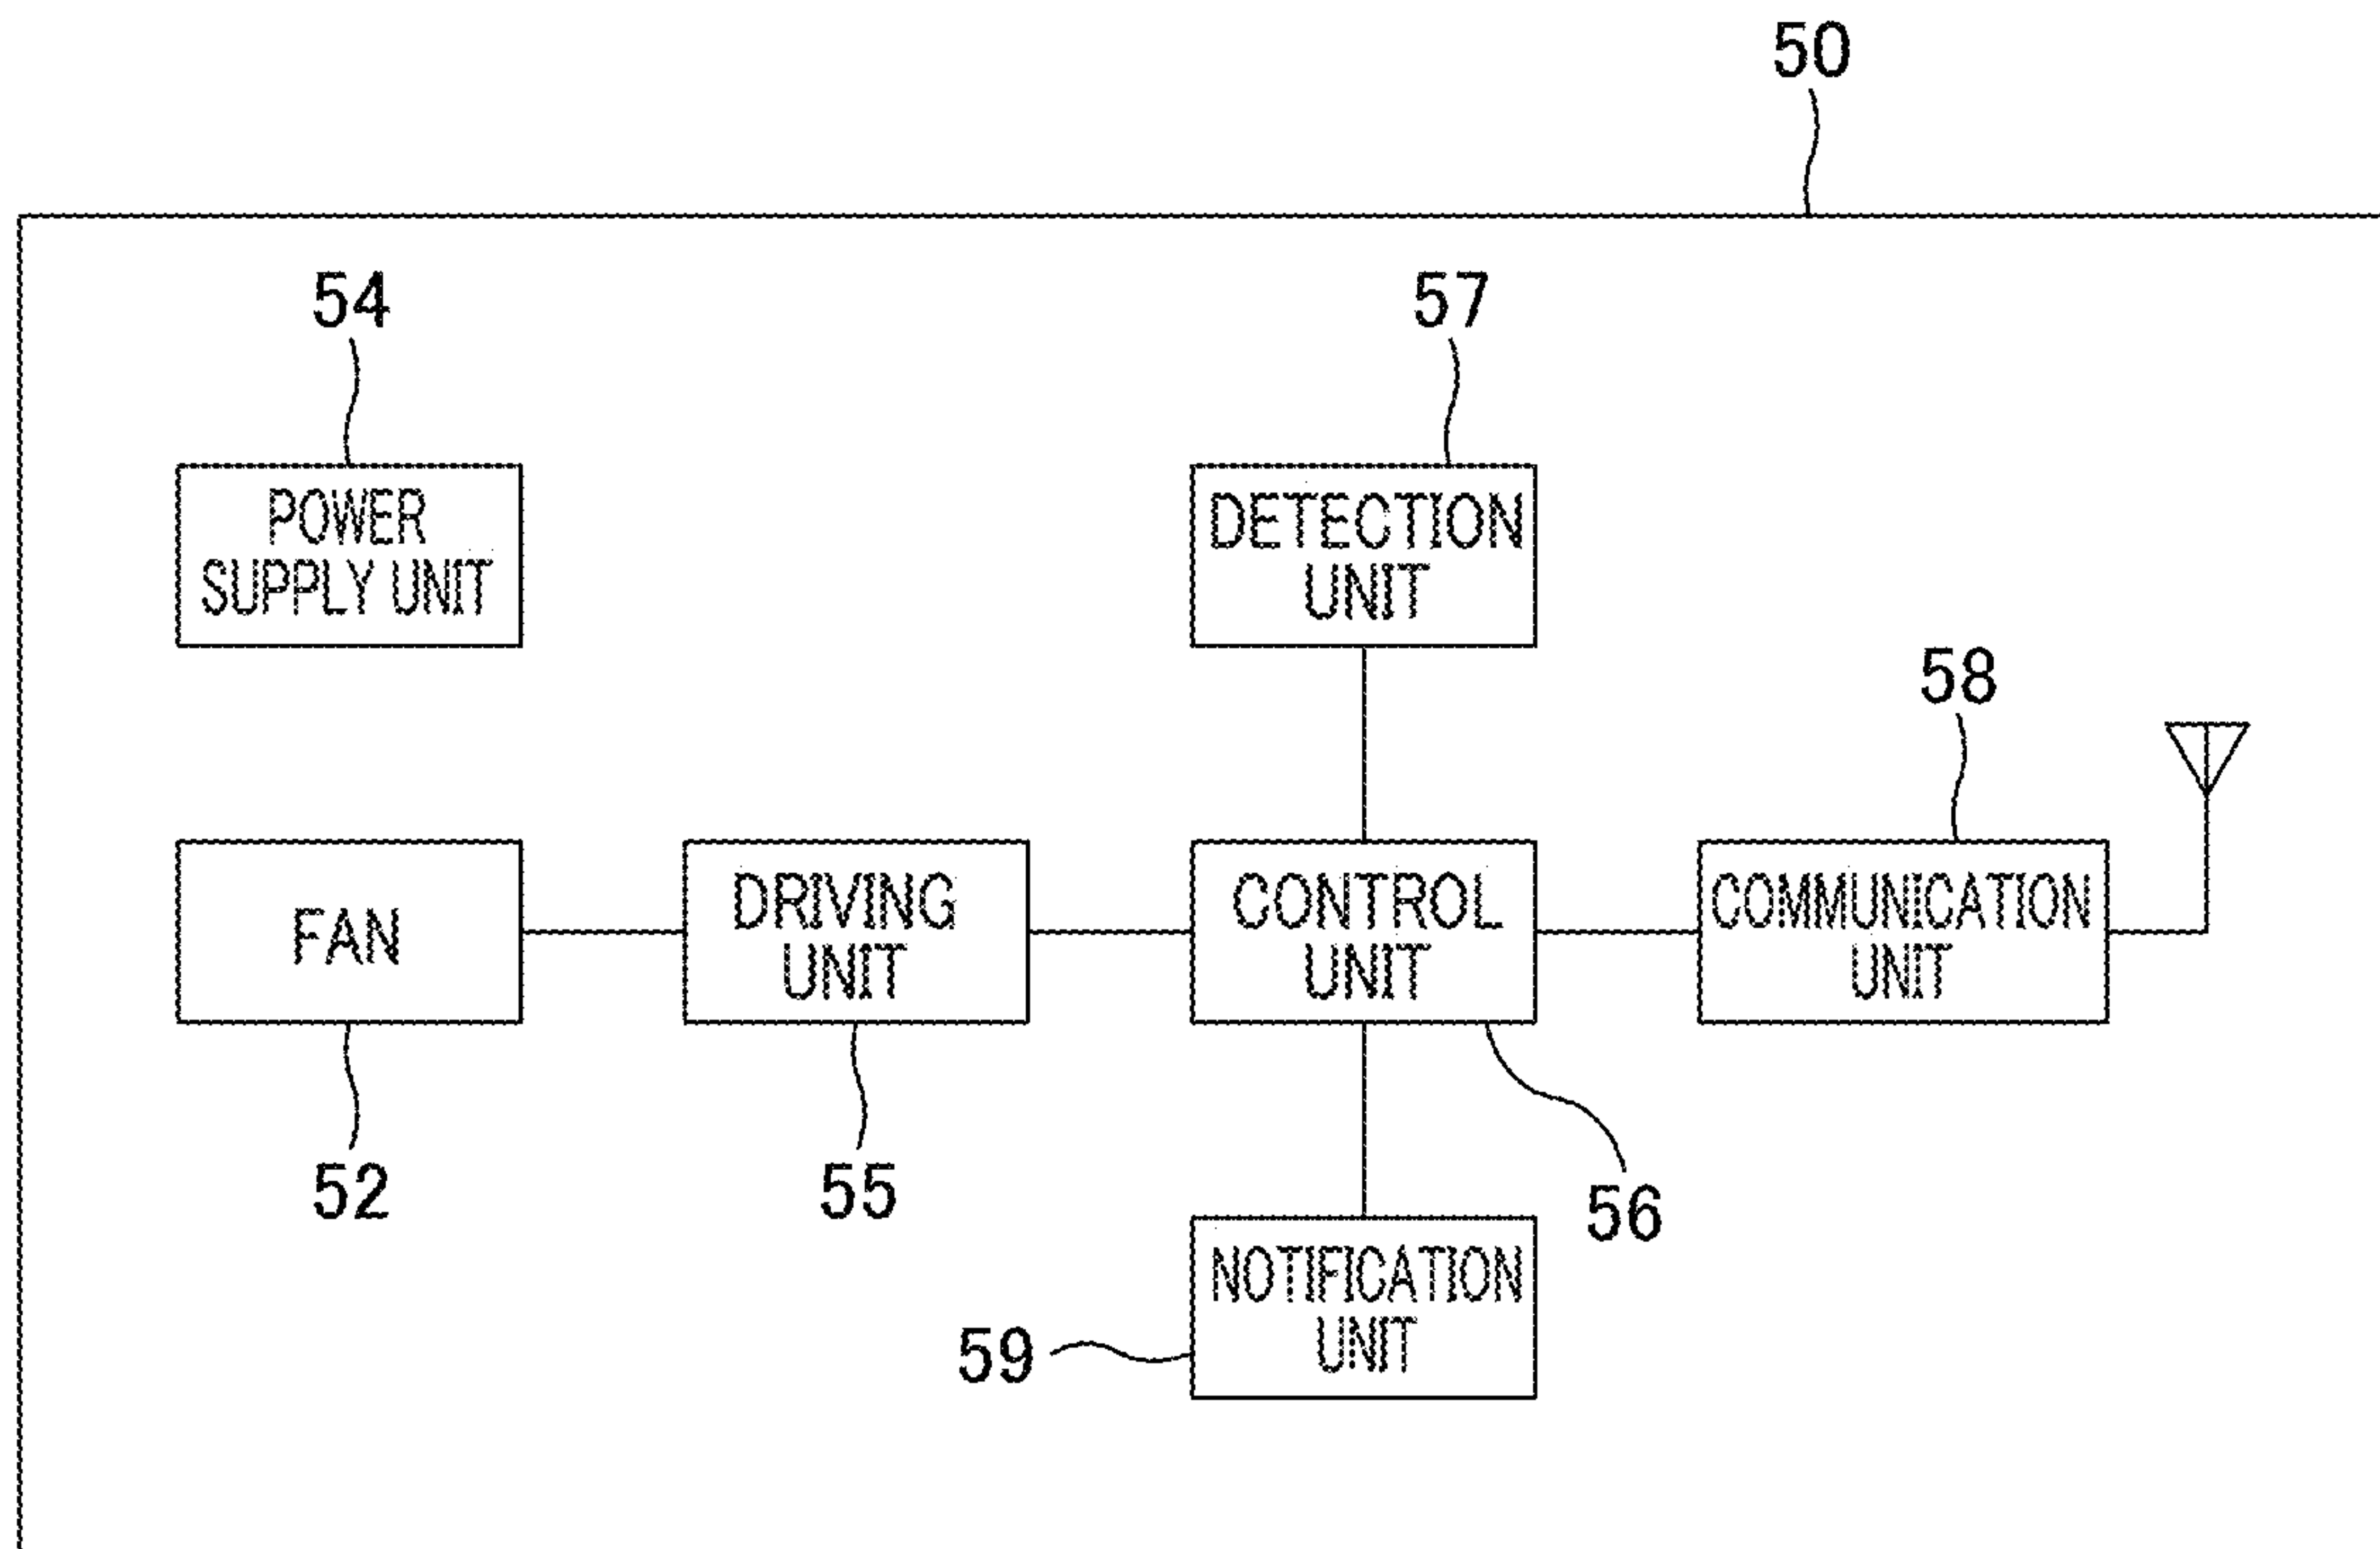 50
54
57
POWER
SUPPLY UNIT
DETECTION
UNIT
58
FAN
DRIVING
UNIT
CONTROL
UNIT
COMMUNICATION
UNIT
52
55
56
NOTIFICATION
UNIT
59